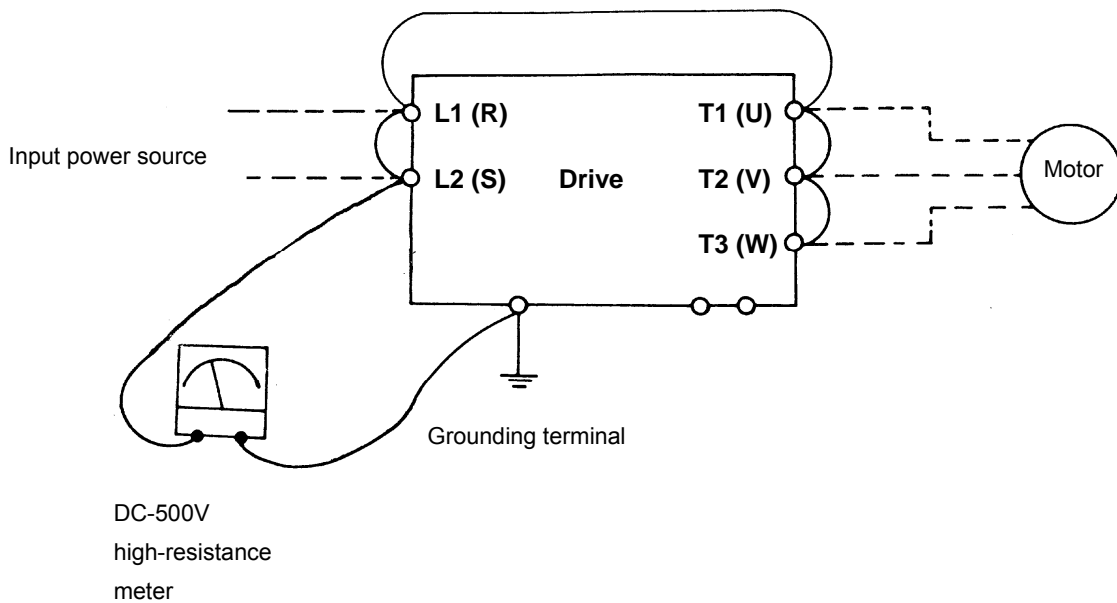 L1 (R)
T1 (U)
Input power source
L2 (S)
Drive
T2 (V)
Motor
T3 (W)
Grounding terminal
DC-500V
high-resistance
meter